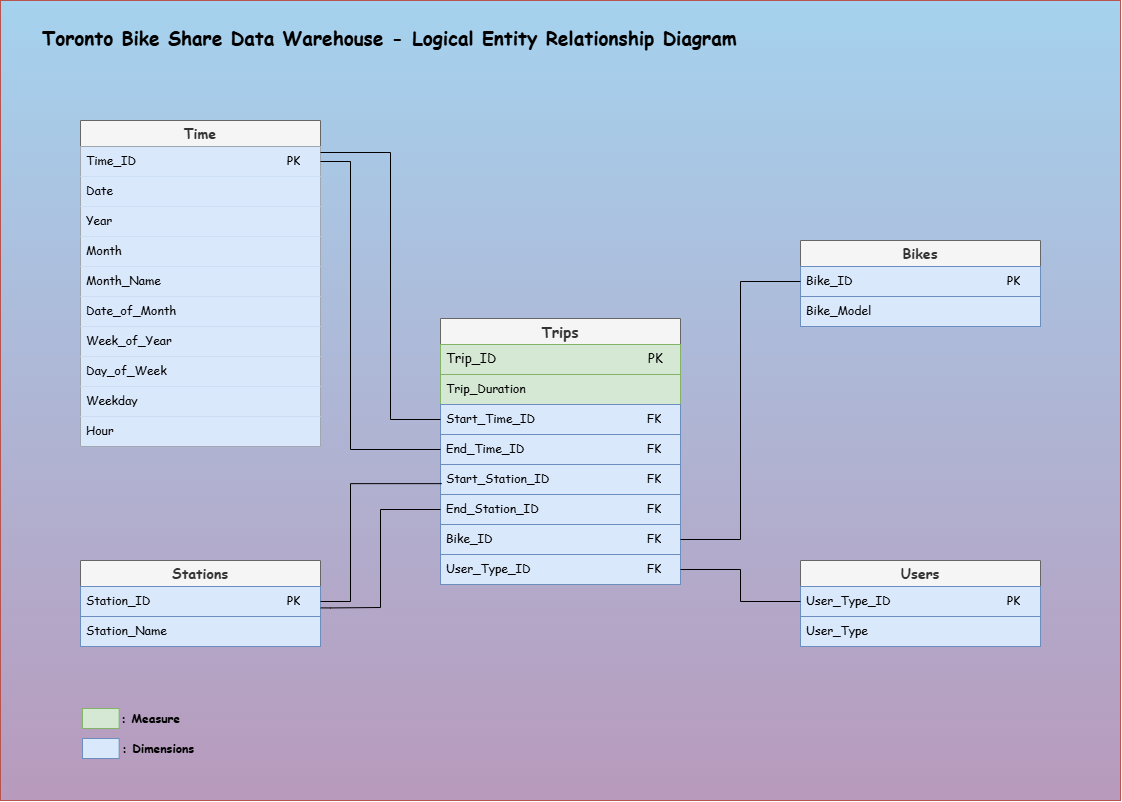 Toronto Bike Share Data Warehouse - Logical Entity Relationship Diagram
Time
Time_ID PK
Date
Year
Month
Month_Name
Date_of_Month
Week_of_Year
Day_of_Week
Weekday
Hour
Trips
Trip_ID PK
Trip_Duration
Start_Time_ID FK
End_Time_ID FK
Start_Station_ID FK
End_Station_ID FK
Bike_ID FK
User_Type_ID FK
Bikes
Bike_ID PK
Bike_Model
Stations
Station_ID PK
Station_Name
Users
User_Type_ID PK
User_Type
: Measure
: Dimensions